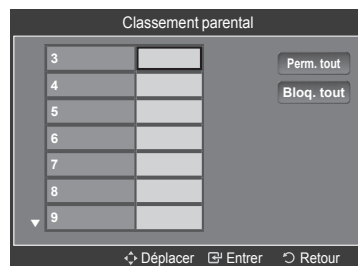 Classement parental
3
Perm. tout
4
Bloq. tout
5
6
7
8
9
Déplacer Entrer Retour